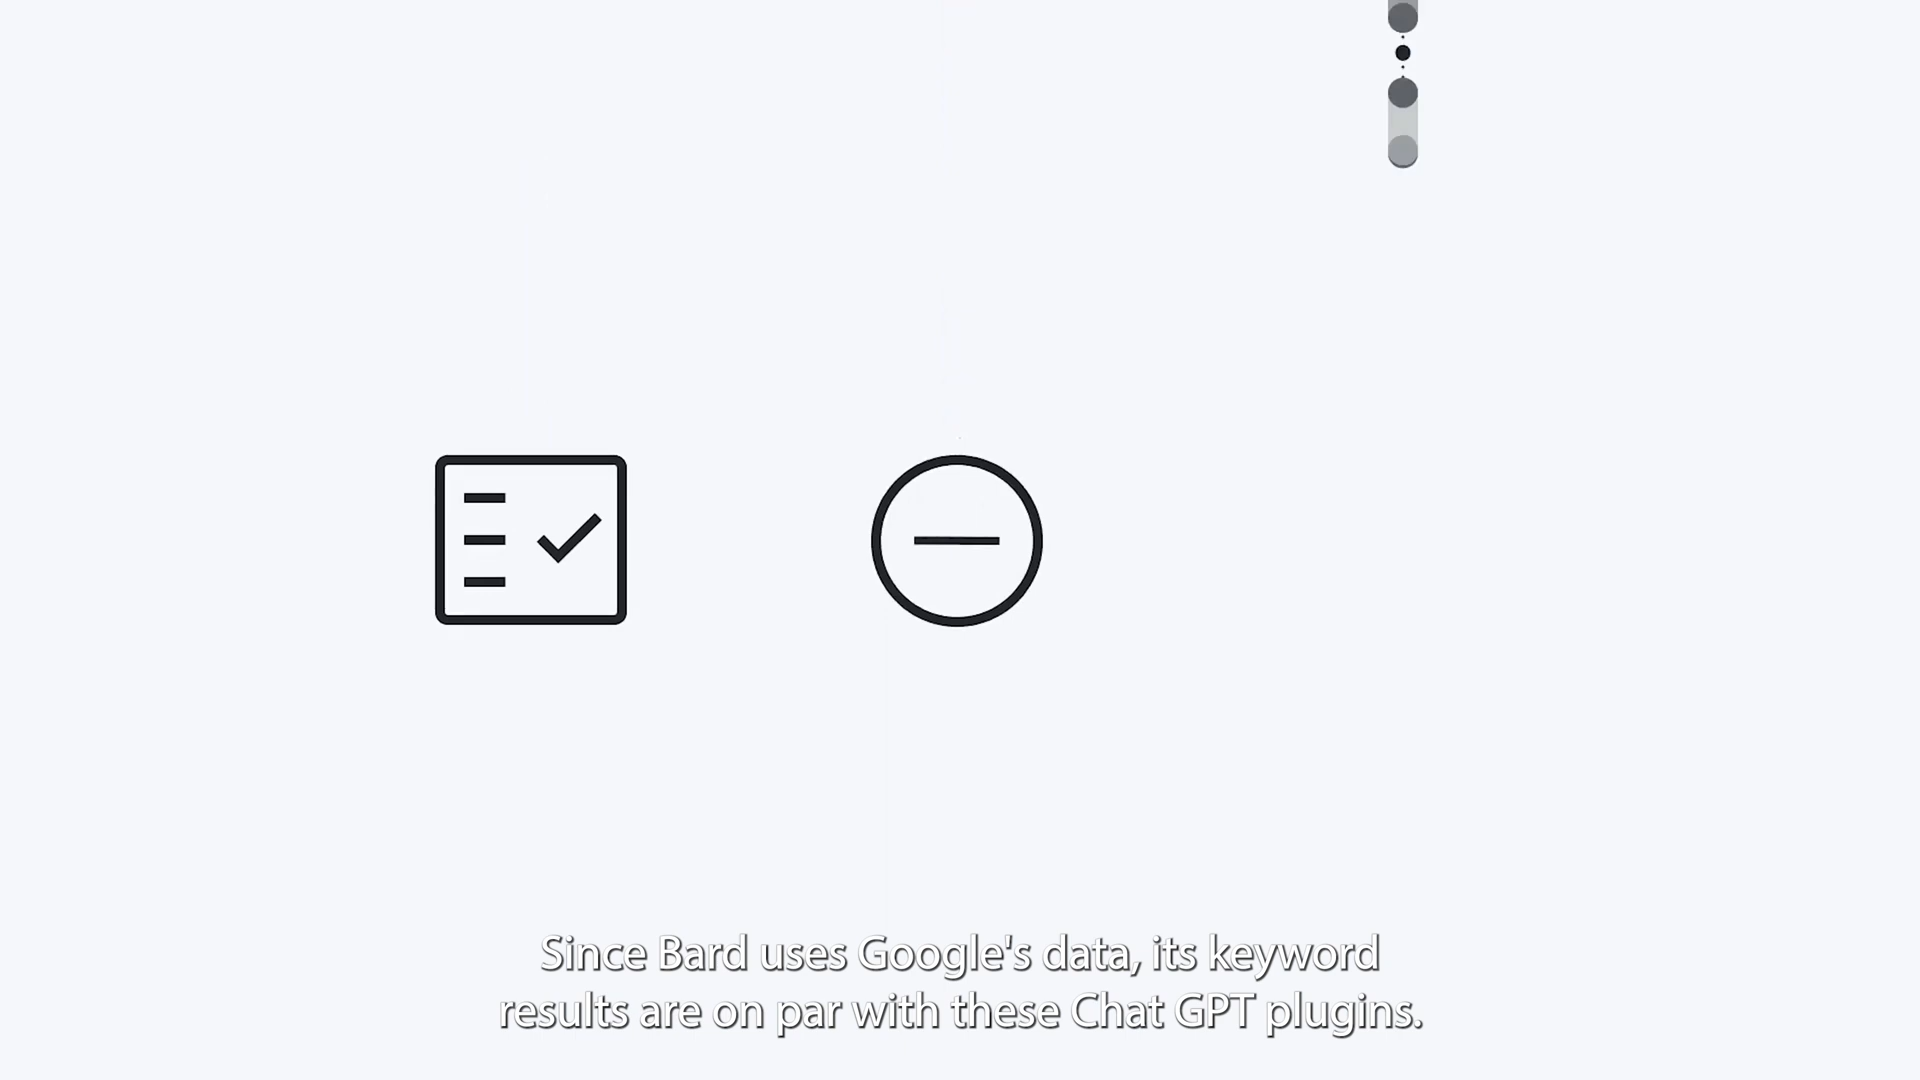 Since Bard uses Google's data, its keyword
results are on par with these Chat GPT plugins.